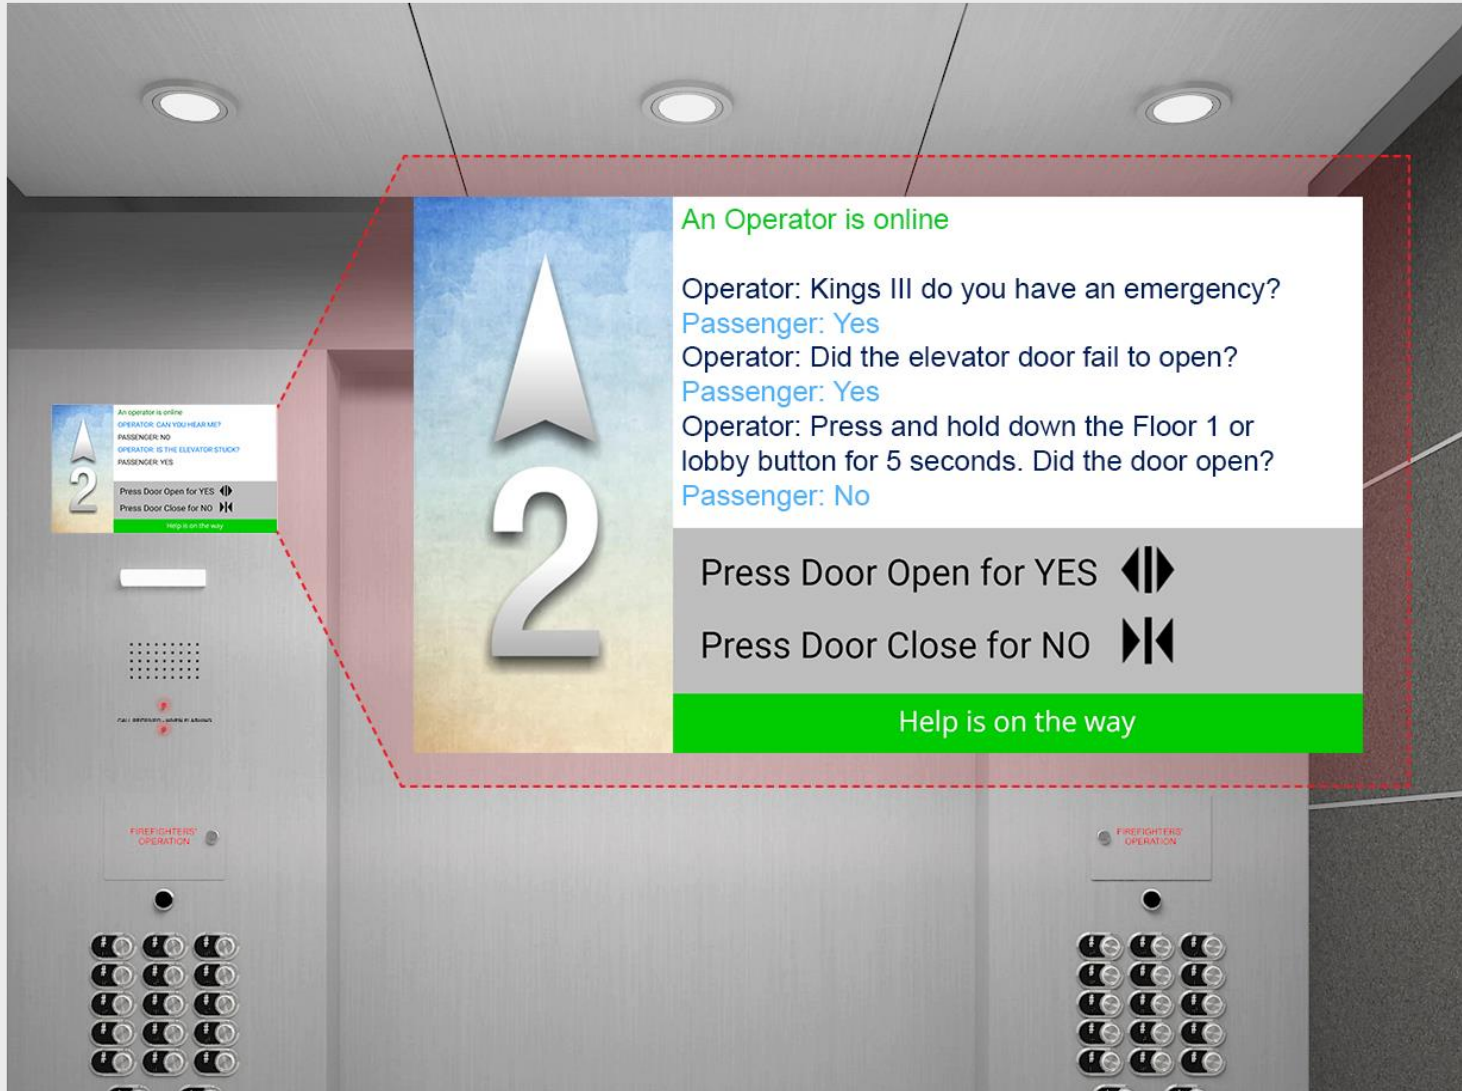 An Operator is online
Operator: Kings III do you have an emergency?
Passenger: Yes
Operator: Did the elevator door fail to open?
Passenger: Yes
Operator: Press and hold down the Floor 1 or
lobby button for 5 seconds. Did the door open?
Passenger: No
2
Press Door Open for YES
Press Door Close for NO
Help is on the way
An operator is online
OPERATOR: CAN YOU HEAR ME?
PASSENGER: NO
OPERATOR: IS THE ELEVATOR STUCK?
PASSENGER: YES
2
Press Door Open for YES
Press Door Close for NO
Help is on the way
FIREFIGHTERS'
OPERATION
FIREFIGHTERS'
OPERATION